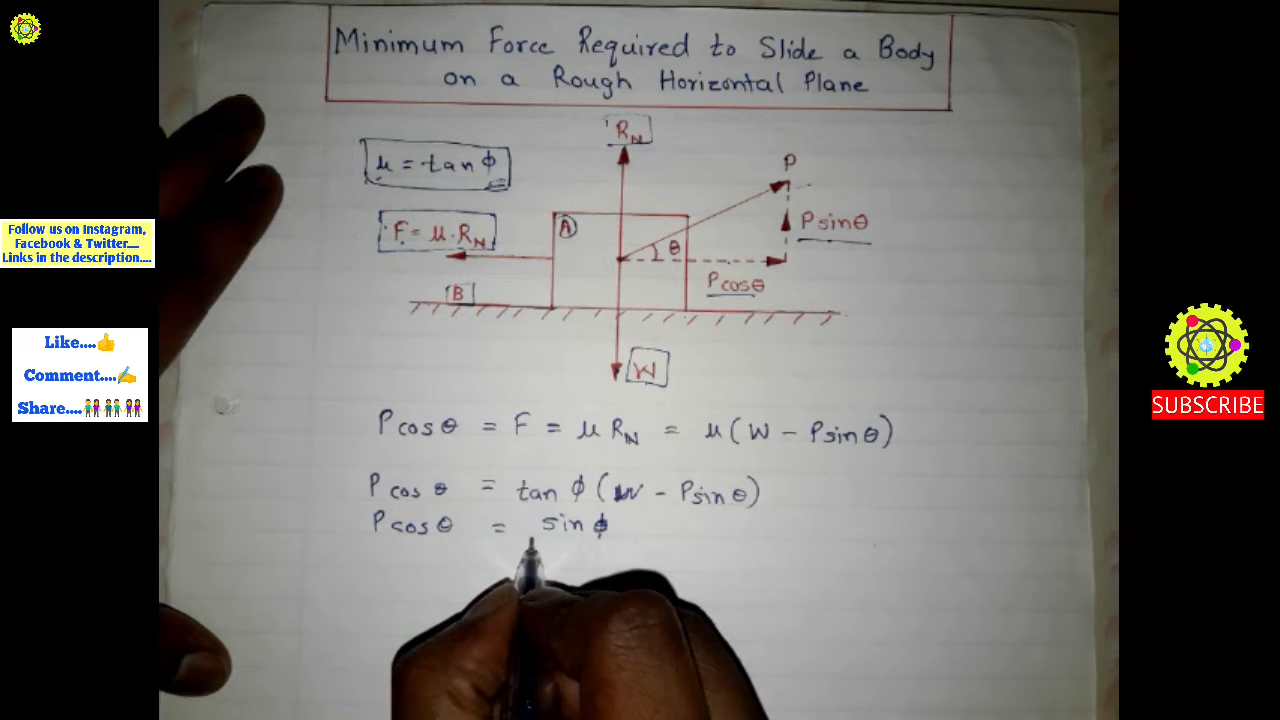 Minimum Force Required to Slide a Body
on a Rough Horizontal Plane
R_N
μ = tan φ
P
F = μ . R_N
A
θ
P sin θ
P cos θ
B
W
P cos θ = F = μ R_N = μ ( W - P sin θ )
P cos θ = tan φ ( W - P sin θ )
P cos θ = sin φ
Follow us on Instagram,
Facebook & Twitter....
Links in the description....
Like....👍
Comment....✍
Share....👫👬👭
SUBSCRIBE